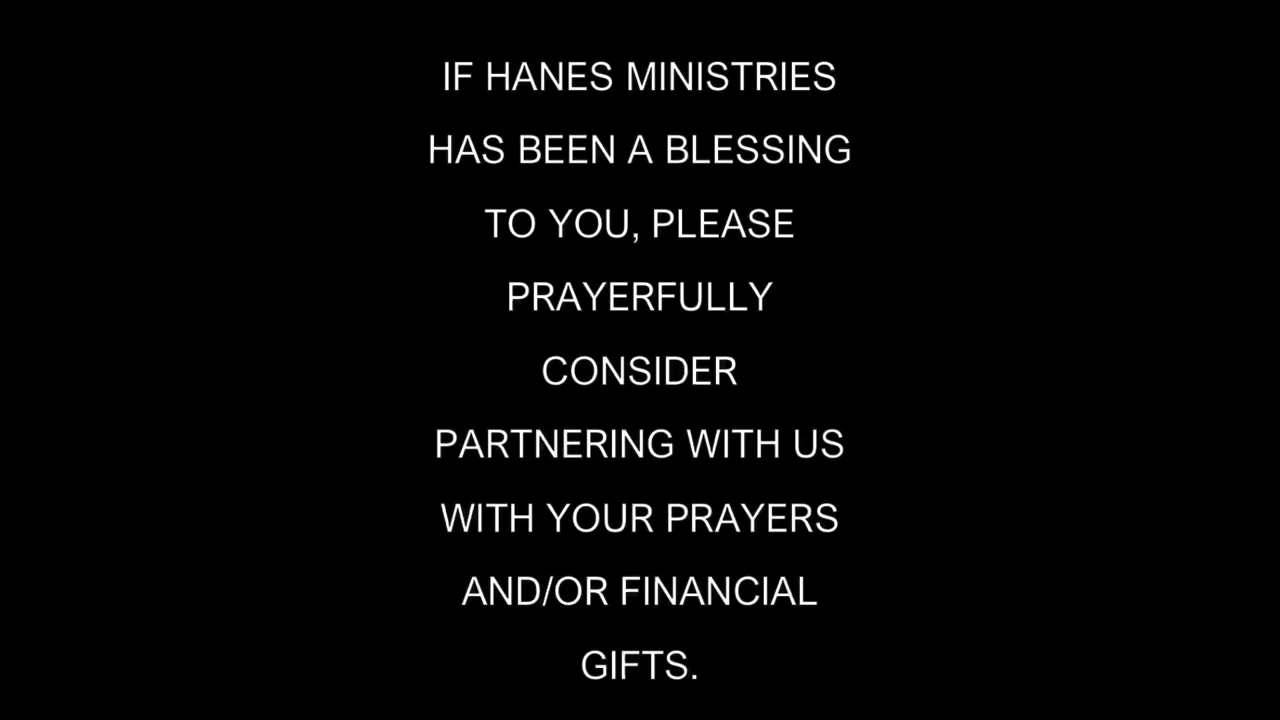 IF HANES MINISTRIES
HAS BEEN A BLESSING
TO YOU, PLEASE
PRAYERFULLY
CONSIDER
PARTNERING WITH US
WITH YOUR PRAYERS
AND/OR FINANCIAL
GIFTS.